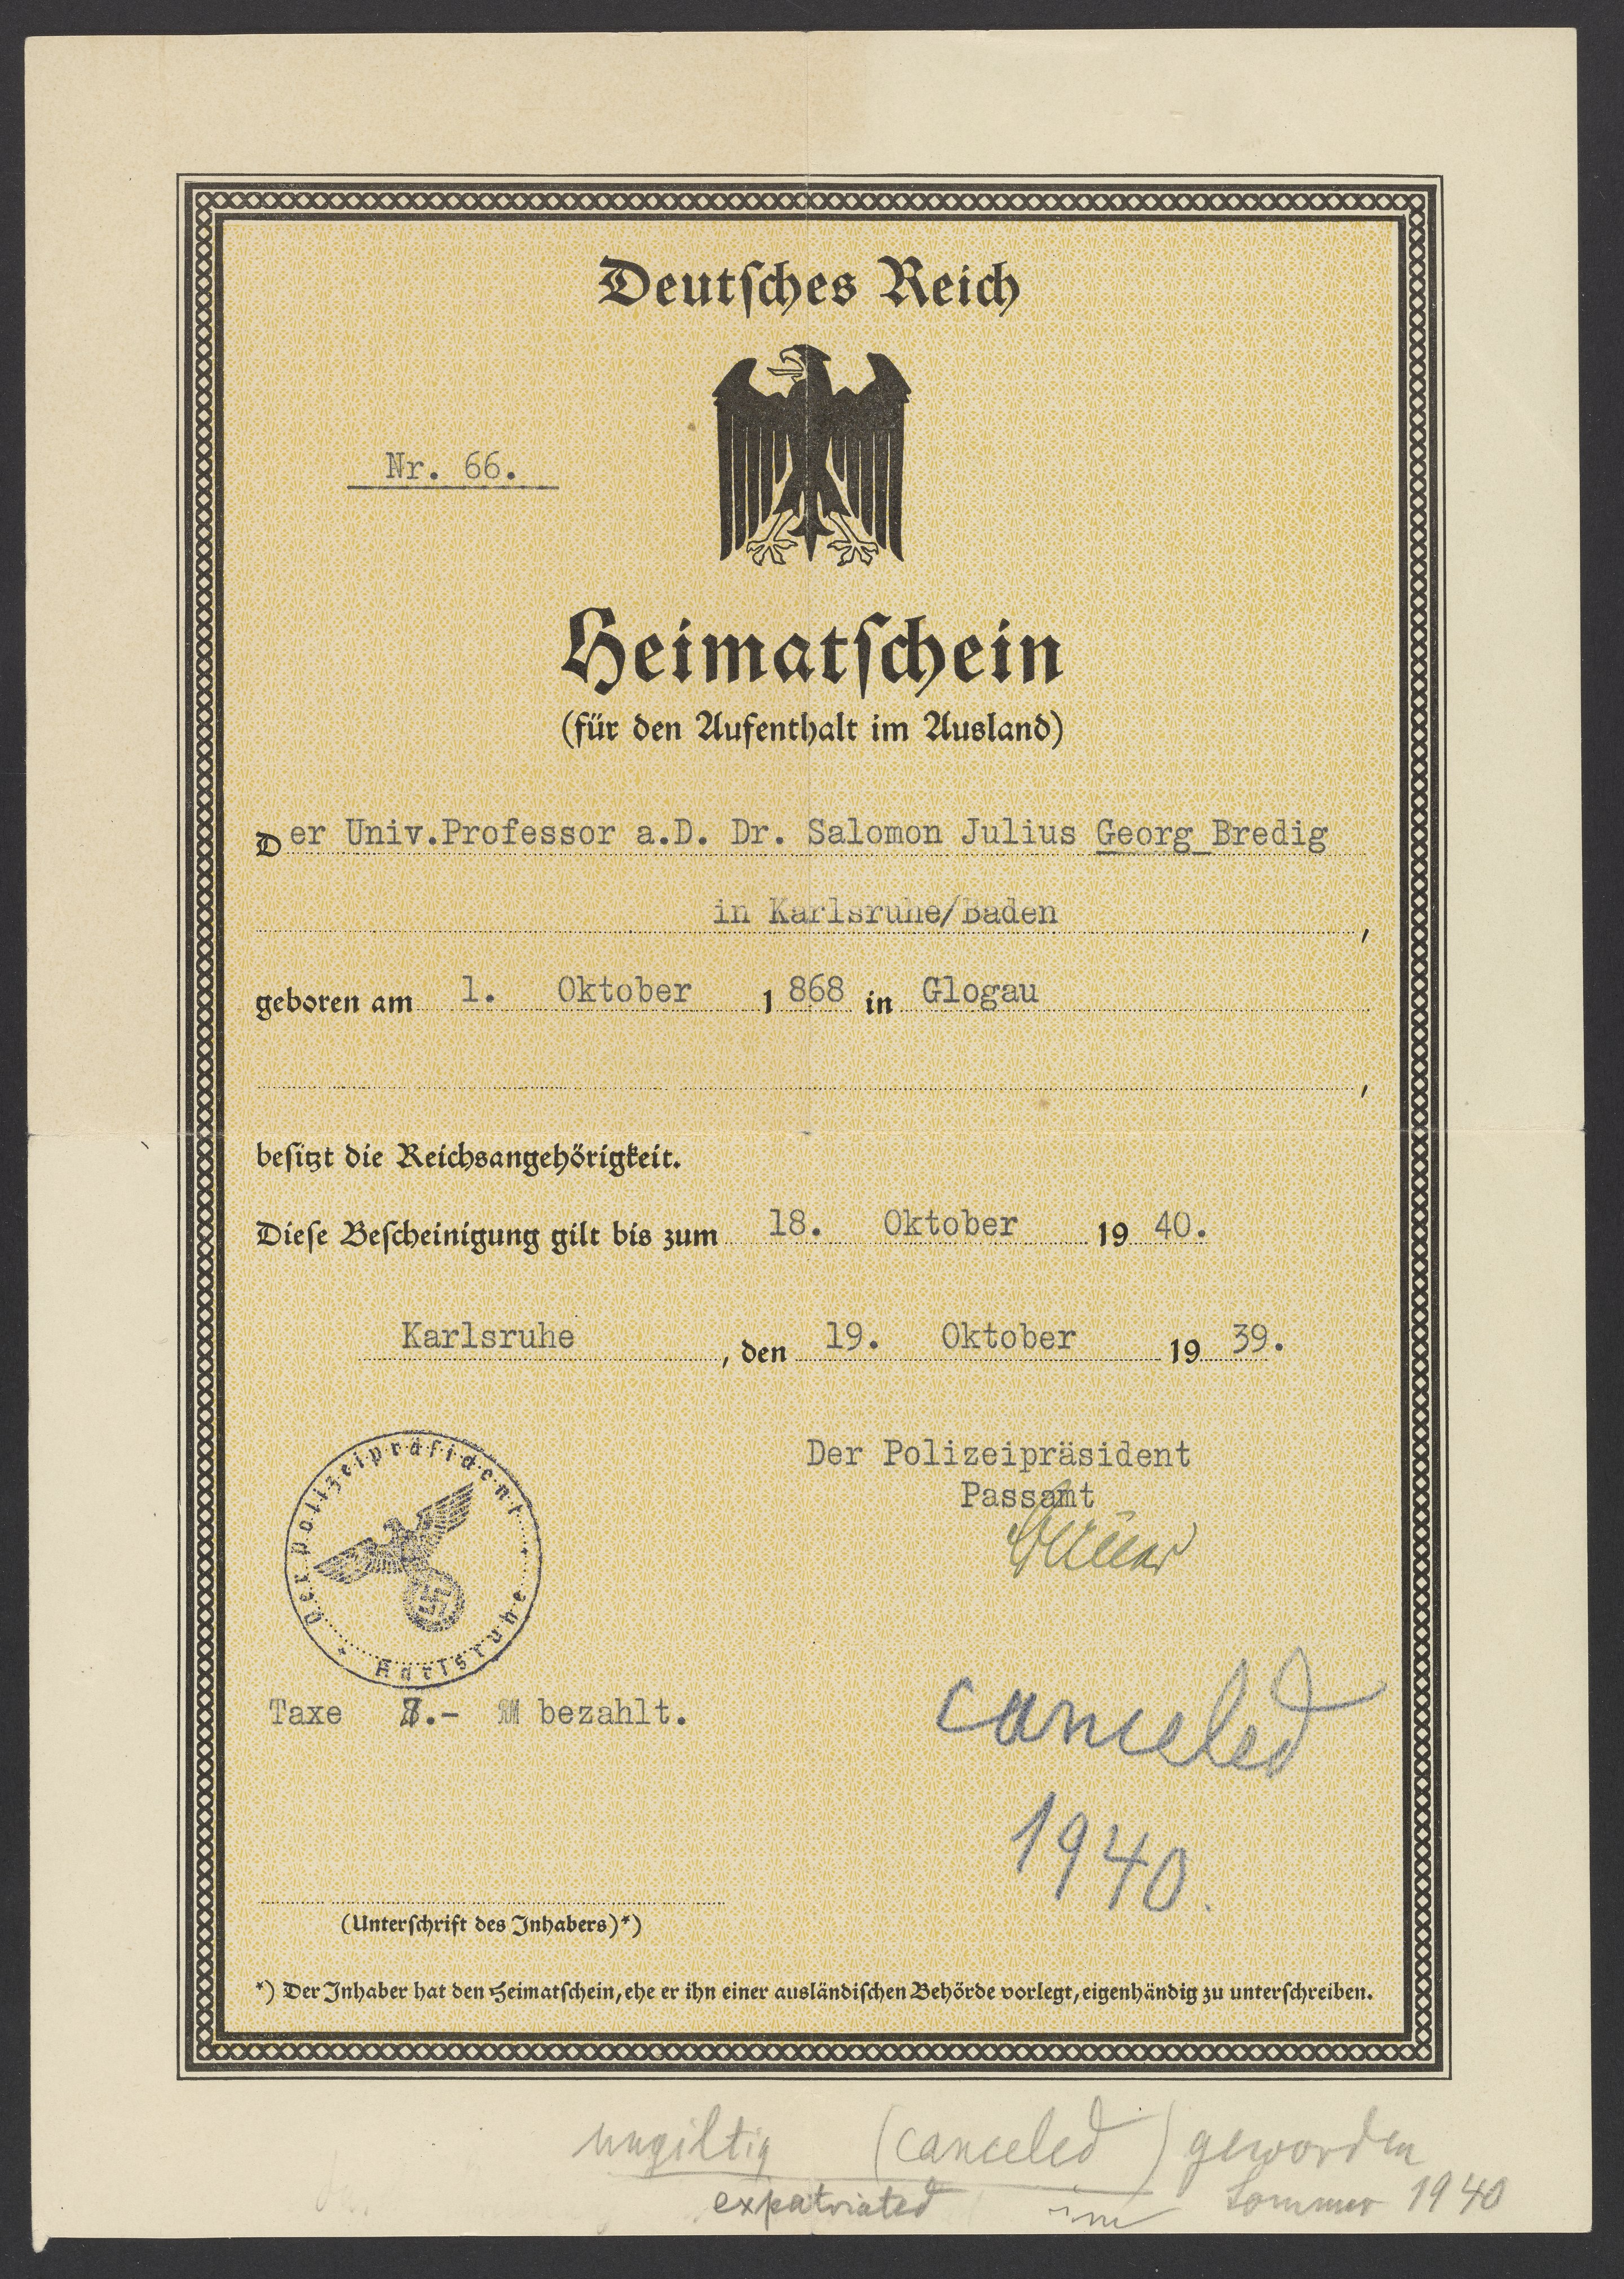 Deutsches Reich
Nr. 66.
Heimatschein
(für den Aufenthalt im Ausland)
Der Univ.Professor a.D. Dr. Salomon Julius Georg Bredig
in Karlsruhe/Baden ,
geboren am 1. Oktober 1868 in Glogau
,
besitzt die Reichsangehörigkeit.
Diese Bescheinigung gilt bis zum 18. Oktober 1940.
Karlsruhe , den 19. Oktober 1939.
Der Polizeipräsident
Passamt
Der Polizeipräsident
Karlsruhe
Taxe .- RM bezahlt.
canceled
1940.
(Unterschrift des Inhabers)*)
*) Der Inhaber hat den Heimatschein, ehe er ihn einer ausländischen Behörde vorlegt, eigenhändig zu unterschreiben.
ungiltig (canceled) geworden
expatriated im Sommer 1940